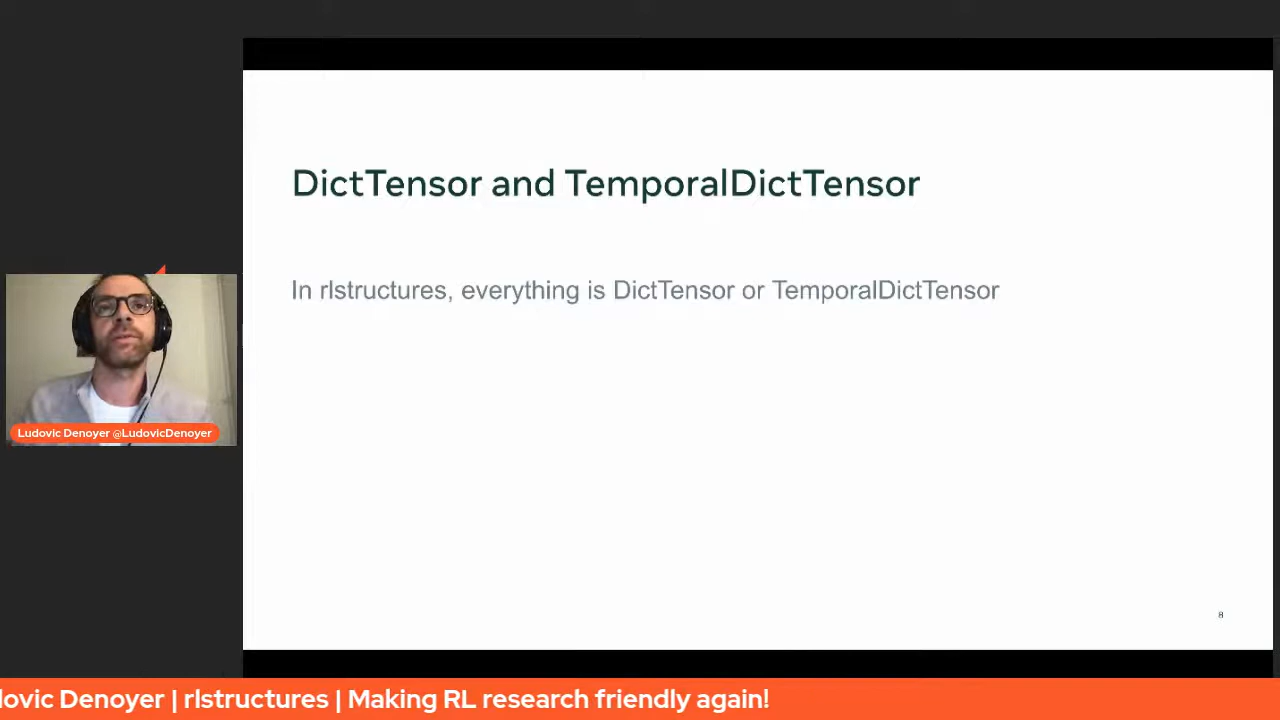 DictTensor and TemporalDictTensor
In rlstructures, everything is DictTensor or TemporalDictTensor
Ludovic Denoyer @LudovicDenoyer
8
dovic Denoyer | rlstructures | Making RL research friendly again!